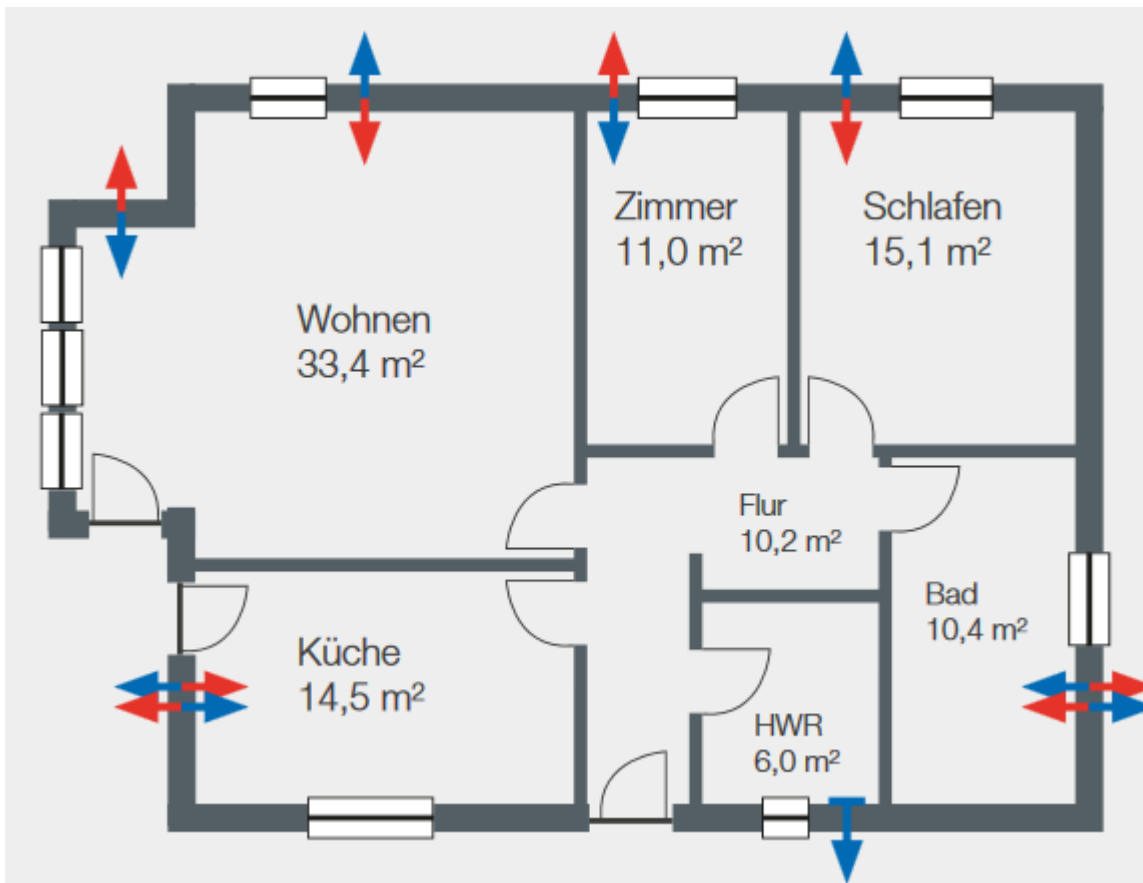 Zimmer
11,0 m²
Schlafen
15,1 m²
Wohnen
33,4 m²
Flur
10,2 m²
Bad
10,4 m²
Küche
14,5 m²
HWR
6,0 m²